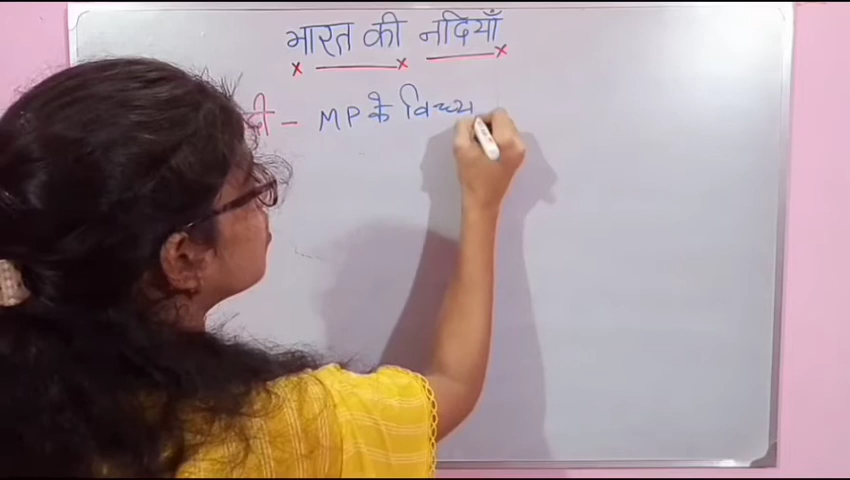 भारत की नदियाँ
दी - MP के विच्य